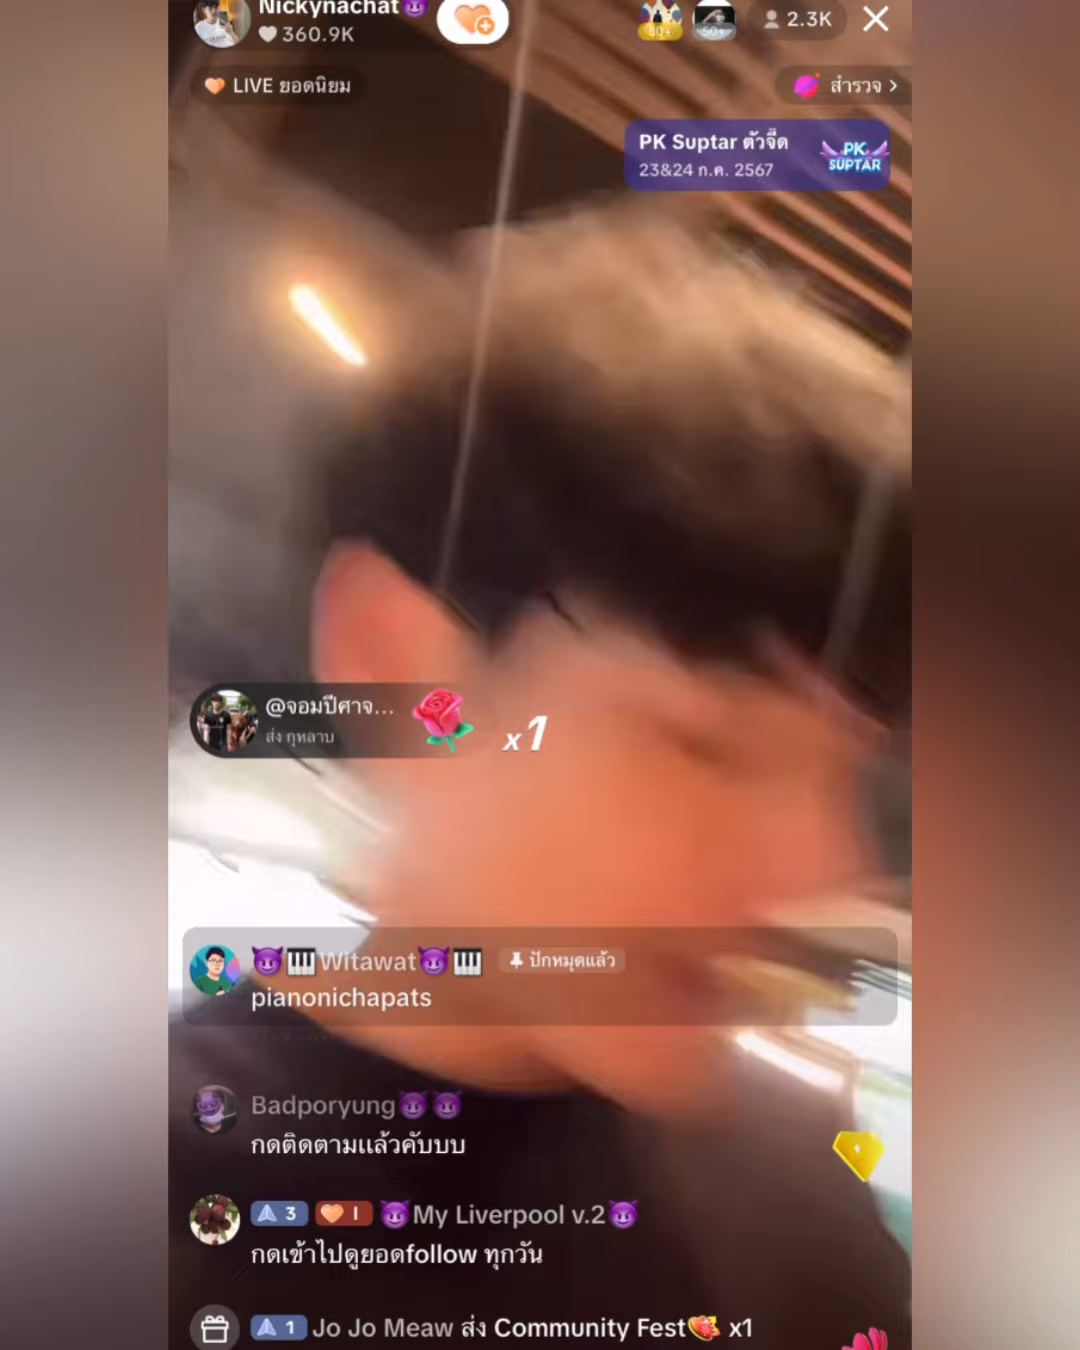 Nickynachat😈
360.9K
50+
2.3K
LIVE ยอดนิยม
สำรวจ >
PK Suptar ตัวจี๊ด
23&24 ก.ค. 2567
PK
SUPTAR
@จอมปีศาจ...
ส่ง กุหลาบ
x1
😈🎹Witawat😈🎹 ปักหมุดแล้ว
pianonichapats
Badporyung😈😈
กดติดตามแล้วคับบบ
3 I 😈My Liverpool v.2😈
กดเข้าไปดูยอดfollow ทุกวัน
1 Jo Jo Meaw ส่ง Community Fest x1